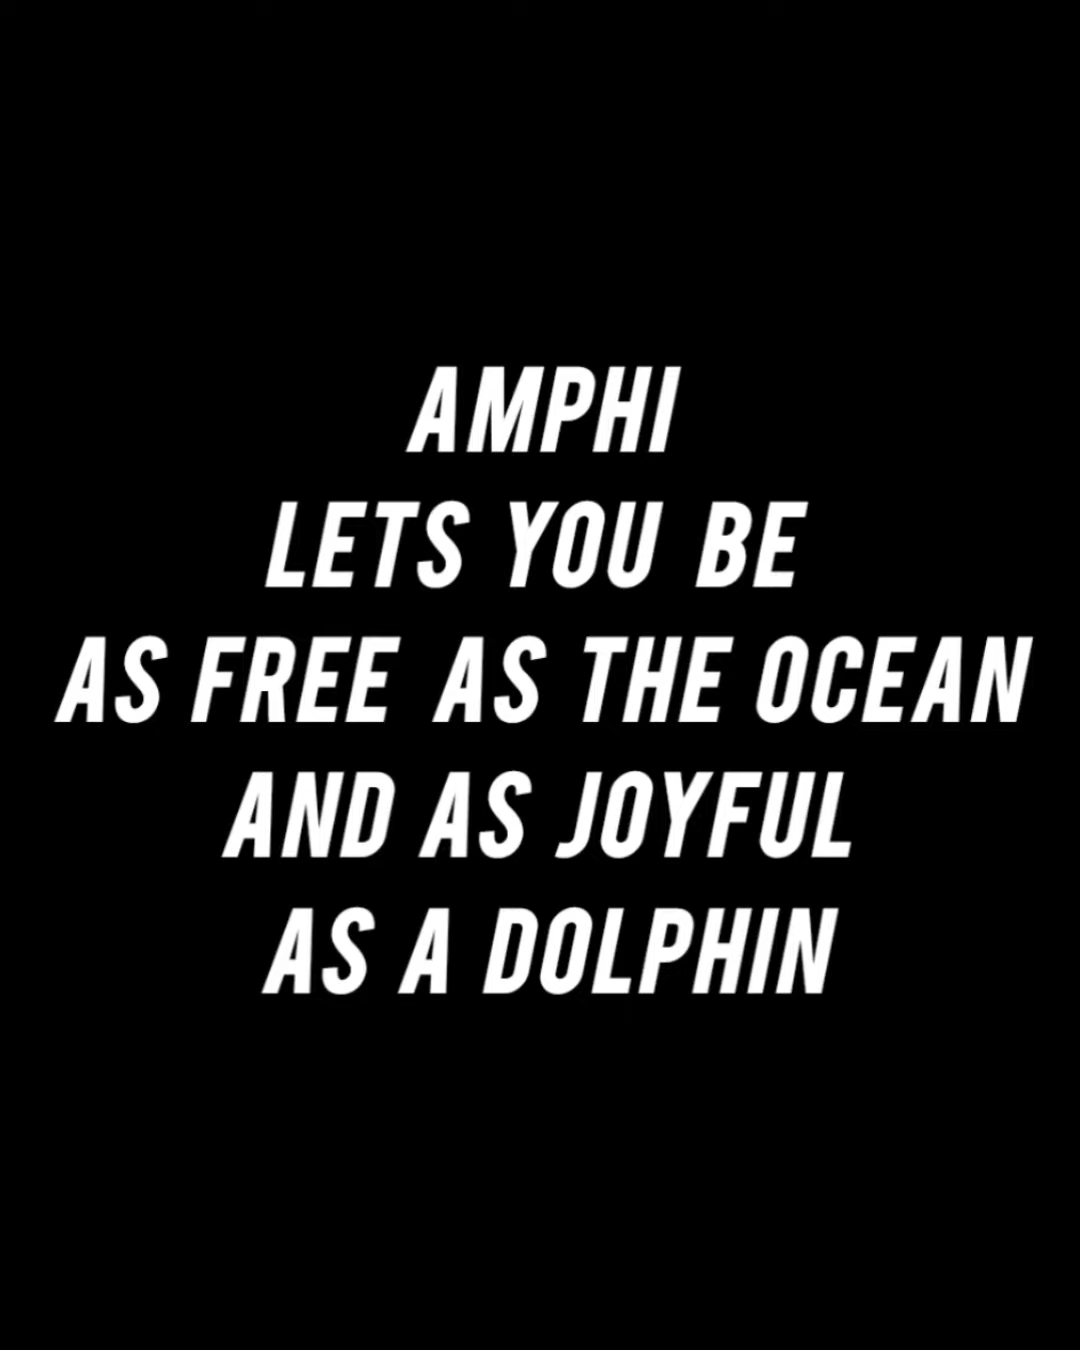 AMPHI
LETS YOU BE
AS FREE AS THE OCEAN
AND AS JOYFUL
AS A DOLPHIN